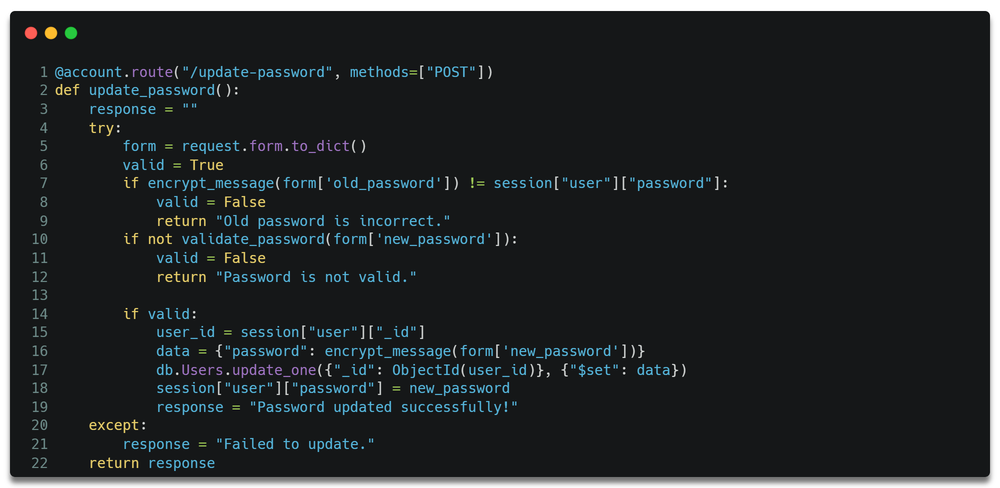 1 @account.route("/update-password", methods=["POST"])
2 def update_password():
3     response = ""
4     try:
5         form = request.form.to_dict()
6         valid = True
7         if encrypt_message(form['old_password']) != session["user"]["password"]:
8             valid = False
9             return "Old password is incorrect."
10         if not validate_password(form['new_password']):
11             valid = False
12             return "Password is not valid."
13
14         if valid:
15             user_id = session["user"]["_id"]
16             data = {"password": encrypt_message(form['new_password'])}
17             db.Users.update_one({"_id": ObjectId(user_id)}, {"$set": data})
18             session["user"]["password"] = new_password
19             response = "Password updated successfully!"
20     except:
21         response = "Failed to update."
22     return response